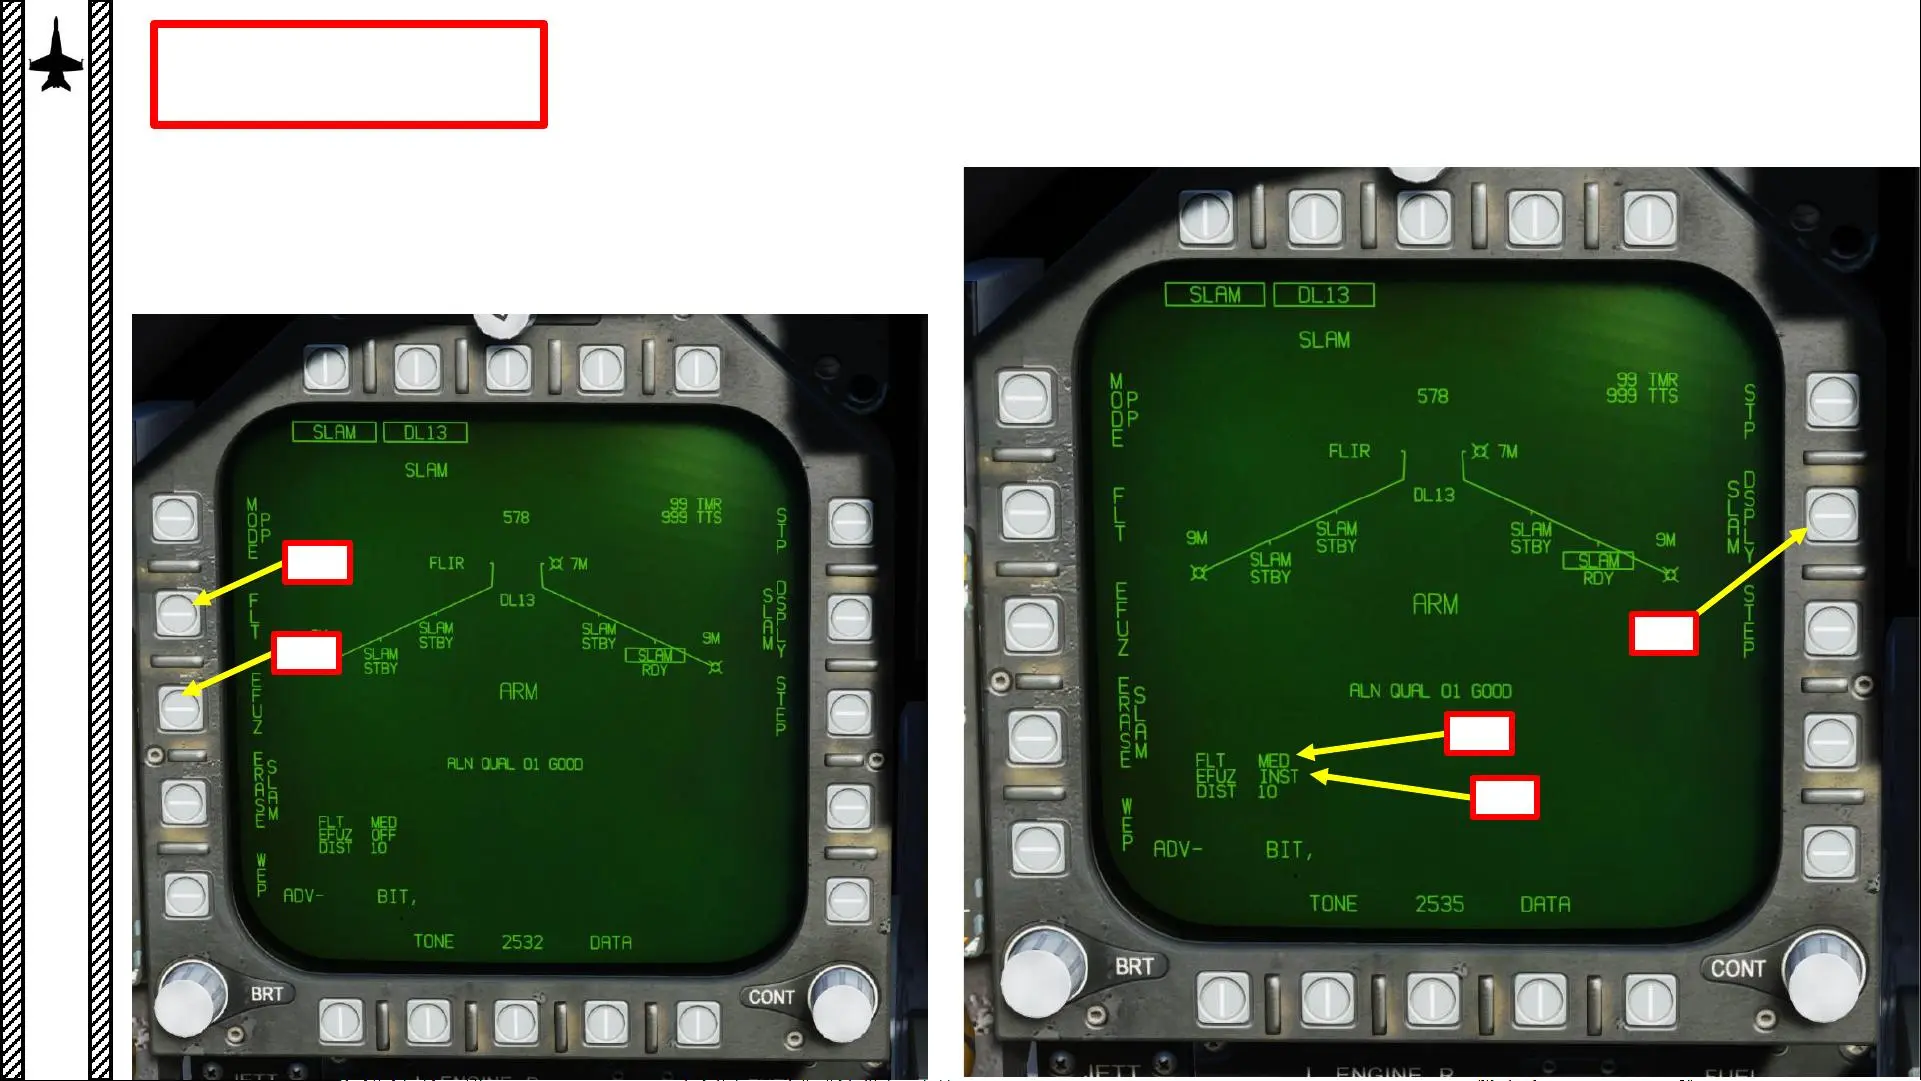 SLAM DL13
SLAM
MODE PP
578
99 TMR
999 TTS
STP
FLIR
7M
FLT
DL13
DSPLY SLAM
SLAM
STBY
SLAM
STBY
9M
SLAM
STBY
SLAM
RDY
EFUZ
ARM
STEP
ERASE SLAM
ALN QUAL 01 GOOD
FLT MED
EFUZ OFF
DIST 10
WEP
ADV- BIT,
TONE 2532 DATA
BRT
CONT
SLAM DL13
SLAM
MODE PP
578
99 TMR
999 TTS
STP
FLIR
7M
FLT
DL13
DSPLY SLAM
9M
SLAM
STBY
SLAM
STBY
SLAM
STBY
SLAM
RDY
9M
EFUZ
ARM
STEP
ERASE SLAM
ALN QUAL 01 GOOD
FLT MED
EFUZ INST
DIST 10
WEP
ADV- BIT,
TONE 2535 DATA
BRT
CONT
JETT
L ENGINE R